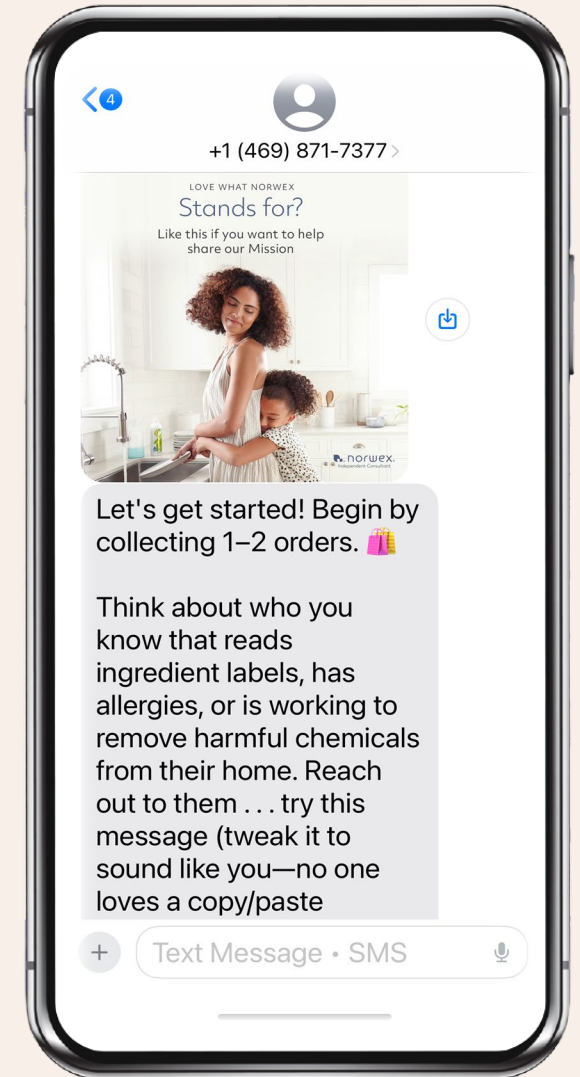 4
+1 (469) 871-7377
LOVE WHAT NORWEX
Stands for?
Like this if you want to help
share our Mission
norwex.
Independent Consultant
Let's get started! Begin by
collecting 1–2 orders. 🛍️
Think about who you
know that reads
ingredient labels, has
allergies, or is working to
remove harmful chemicals
from their home. Reach
out to them . . . try this
message (tweak it to
sound like you—no one
loves a copy/paste
Text Message • SMS